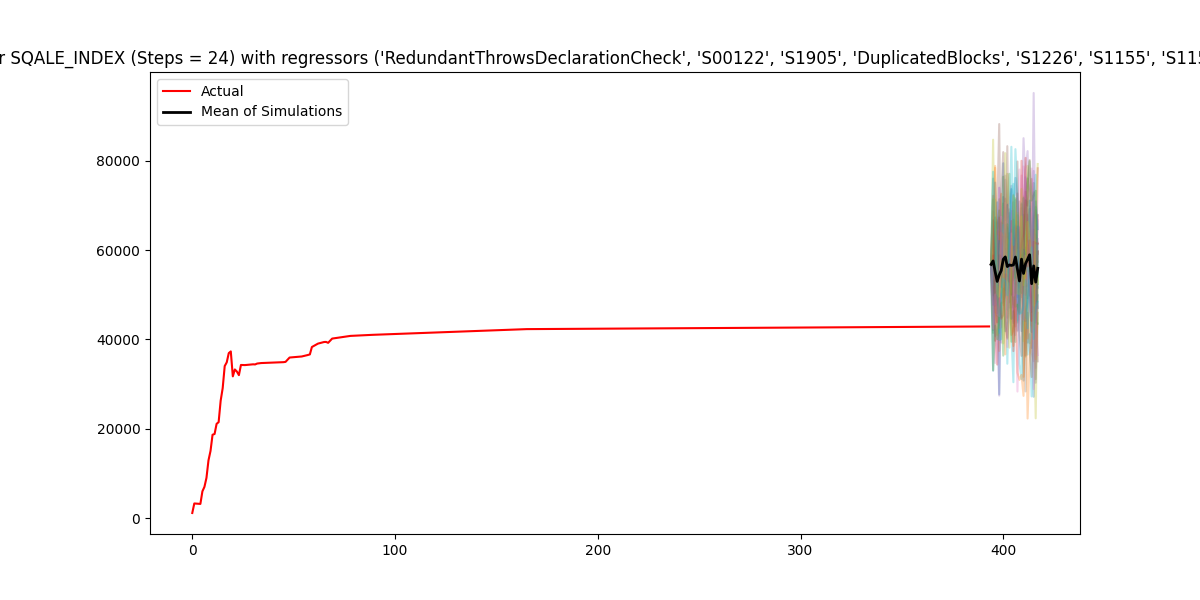 r SQALE_INDEX (Steps = 24) with regressors ('RedundantThrowsDeclarationCheck', 'S00122', 'S1905', 'DuplicatedBlocks', 'S1226', 'S1155', 'S115
Actual
Mean of Simulations
80000
60000
40000
20000
0
0 100 200 300 400